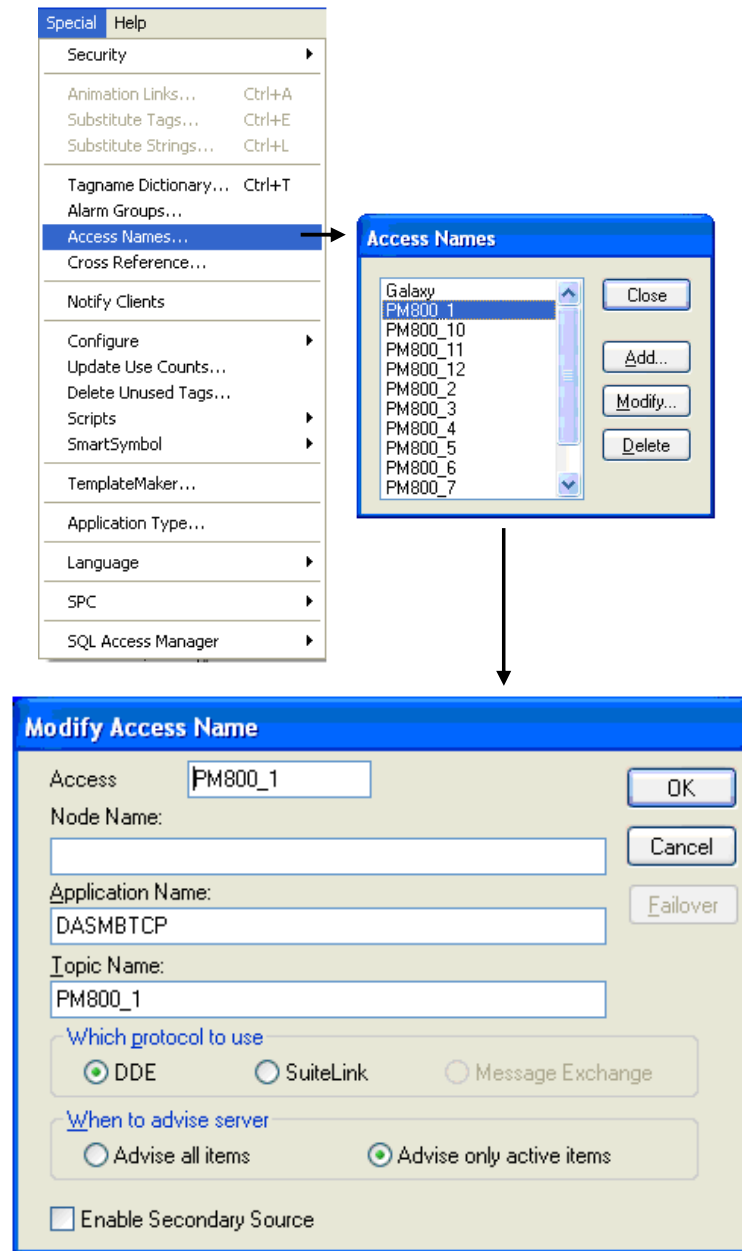 Special Help
Security
Animation Links... Ctrl+A
Substitute Tags... Ctrl+E
Substitute Strings... Ctrl+L
Tagname Dictionary... Ctrl+T
Alarm Groups...
Access Names...
Cross Reference...
Notify Clients
Configure
Update Use Counts...
Delete Unused Tags...
Scripts
SmartSymbol
TemplateMaker...
Application Type...
Language
SPC
SQL Access Manager
Access Names
Galaxy
PM800_1
PM800_10
PM800_11
PM800_12
PM800_2
PM800_3
PM800_4
PM800_5
PM800_6
PM800_7
Close
Add...
Modify...
Delete
Modify Access Name
Access PM800_1
OK
Node Name:
Cancel
Application Name:
Failover
DASMBTCP
Topic Name:
PM800_1
Which protocol to use
DDE SuiteLink Message Exchange
When to advise server
Advise all items Advise only active items
Enable Secondary Source